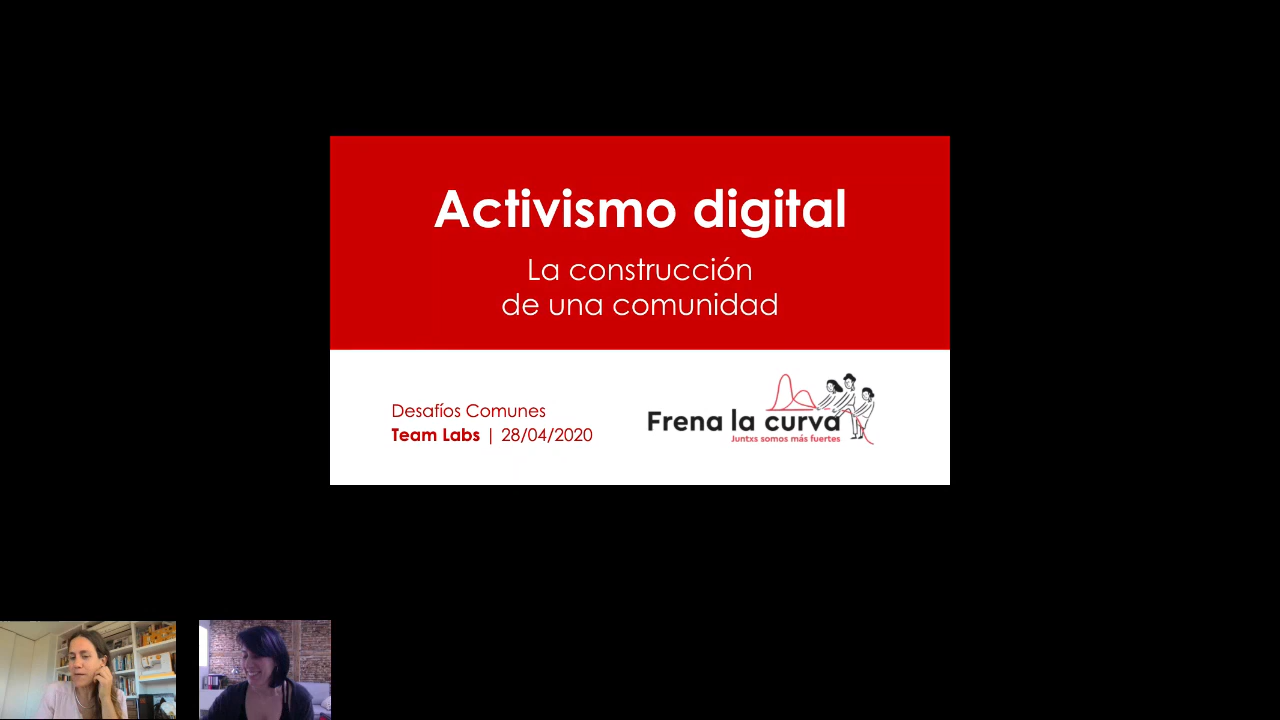 Activismo digital
La construcción
de una comunidad
Desafíos Comunes
Team Labs | 28/04/2020
Frena la curva
Juntxs somos más fuertes